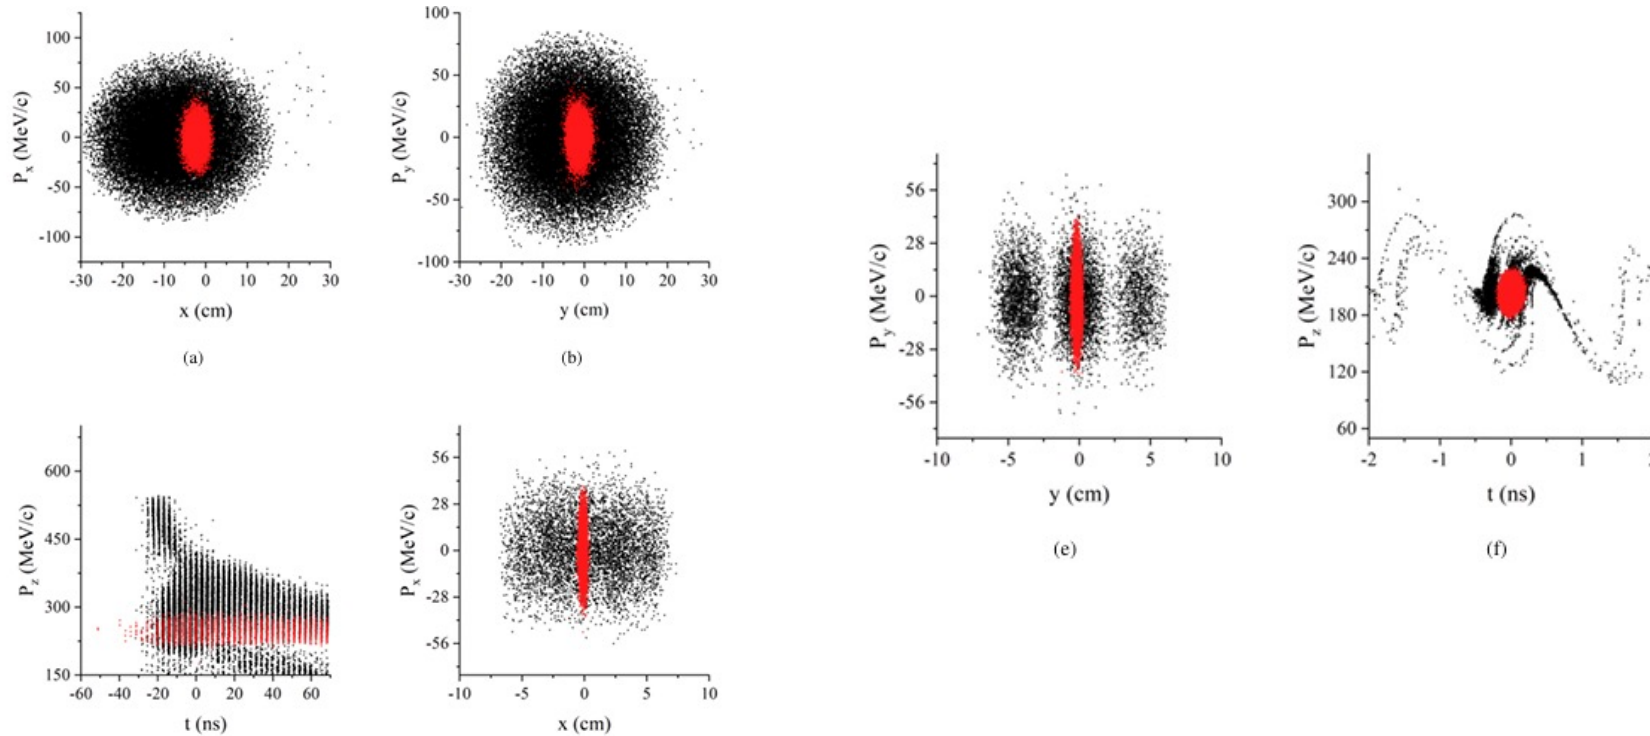 100
50
0
-50
-100
P_x (MeV/c)
-30 -20 -10 0 10 20 30
x (cm)
(a)
100
50
0
-50
-100
P_y (MeV/c)
-30 -20 -10 0 10 20 30
y (cm)
(b)
600
450
300
150
P_z (MeV/c)
-60 -40 -20 0 20 40 60
t (ns)
56
28
0
-28
-56
P_x (MeV/c)
-10 -5 0 5 10
x (cm)
56
28
0
-28
-56
P_y (MeV/c)
-10 -5 0 5 10
y (cm)
(e)
300
240
180
120
60
P_z (MeV/c)
-2 -1 0 1
t (ns)
(f)